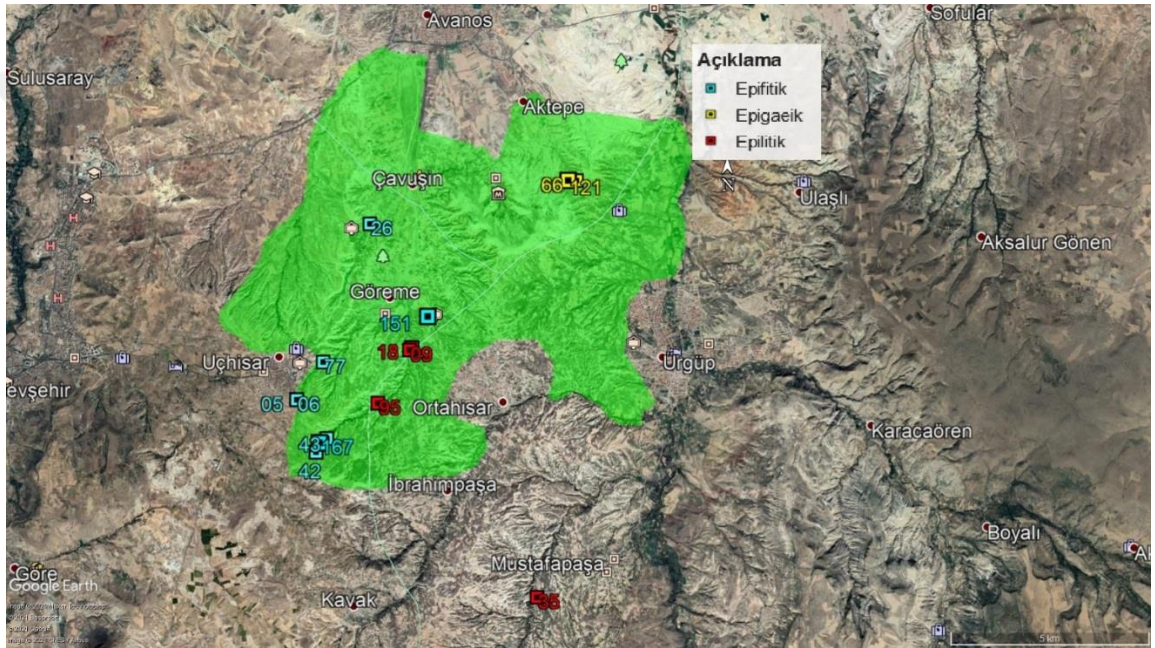 Avanos
Sofular
Sulusaray
Açıklama
Epifitik
Epigaeik
Epilitik
Aktepe
N
Çavuşin
66
121
Ulaşlı
26
Aksalur Gönen
Göreme
151
18
09
Uçhisar
77
Ürgüp
evşehir
05
06
95
Ortahisar
Karacaören
43
167
42
İbrahimpaşa
Boyalı
Mustafapaşa
Göre
Google Earth
Kavak
5 km